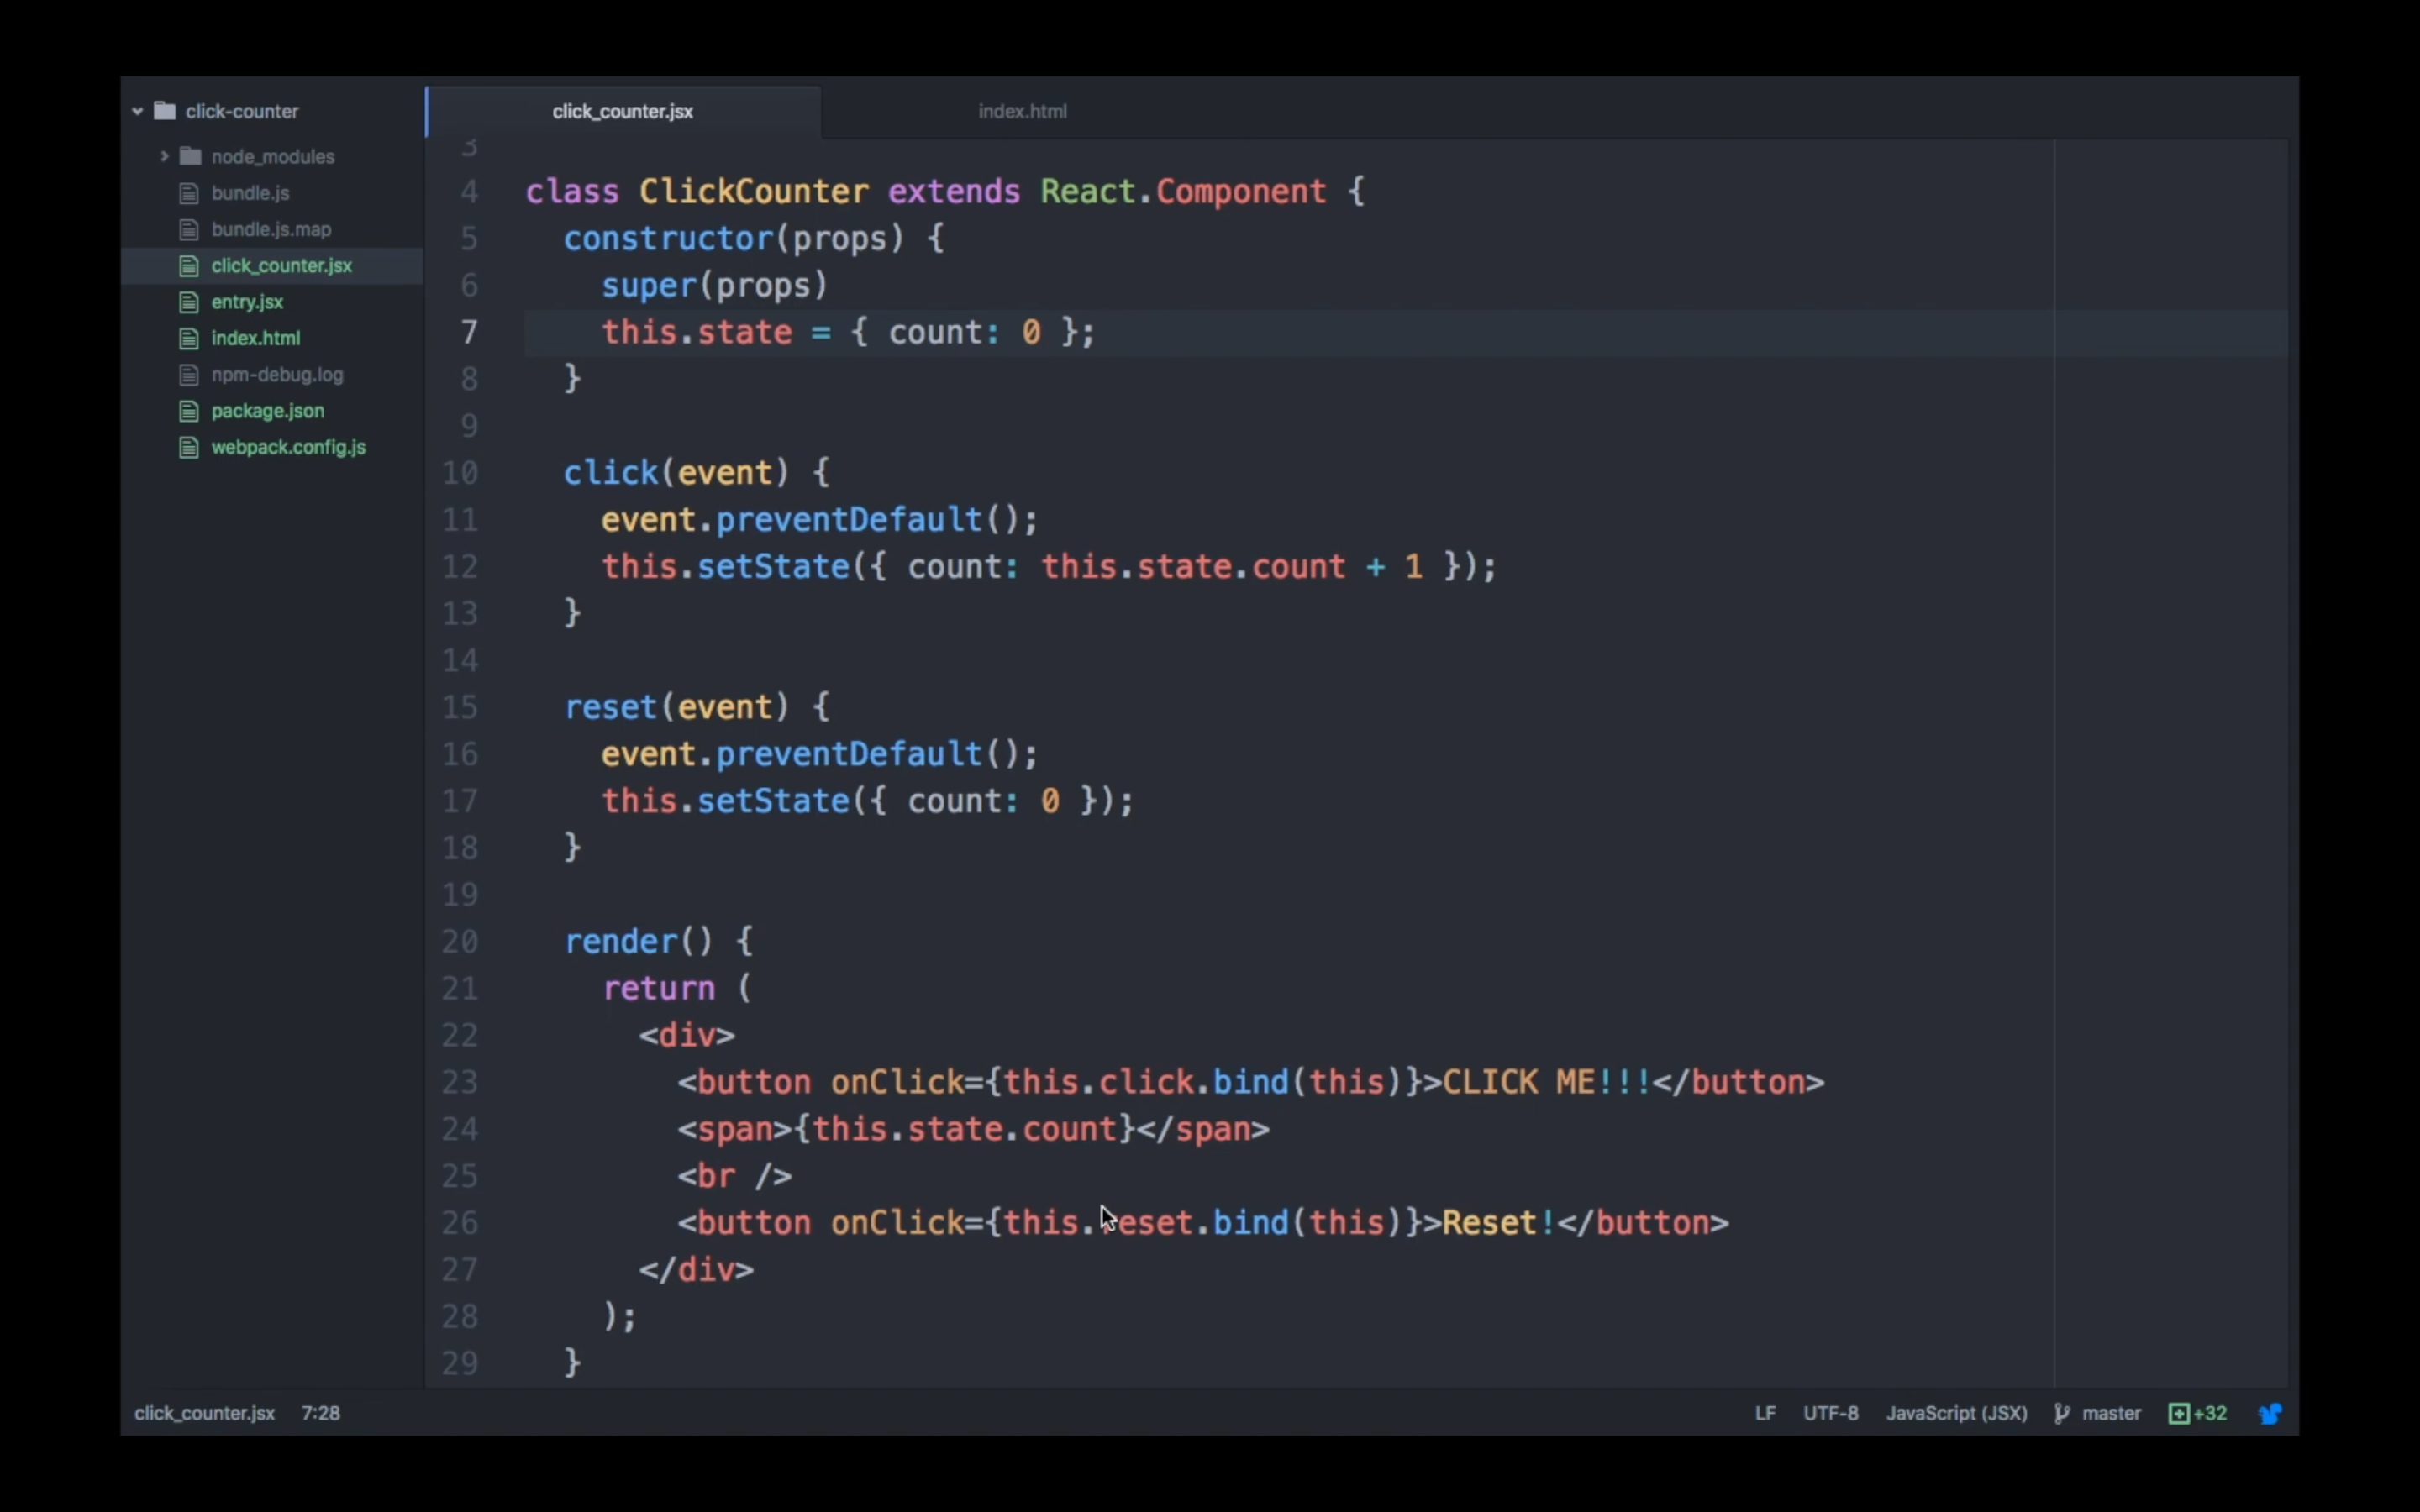 click-counter
node_modules
bundle.js
bundle.js.map
click_counter.jsx
entry.jsx
index.html
npm-debug.log
package.json
webpack.config.js
click_counter.jsx index.html
3
4 class ClickCounter extends React.Component {
5   constructor(props) {
6     super(props)
7     this.state = { count: 0 };
8   }
9
10   click(event) {
11     event.preventDefault();
12     this.setState({ count: this.state.count + 1 });
13   }
14
15   reset(event) {
16     event.preventDefault();
17     this.setState({ count: 0 });
18   }
19
20   render() {
21     return (
22       <div>
23         <button onClick={this.click.bind(this)}>CLICK ME!!!</button>
24         <span>{this.state.count}</span>
25         <br />
26         <button onClick={this.reset.bind(this)}>Reset!</button>
27       </div>
28     );
29   }
click_counter.jsx 7:28 LF UTF-8 JavaScript (JSX) master +32